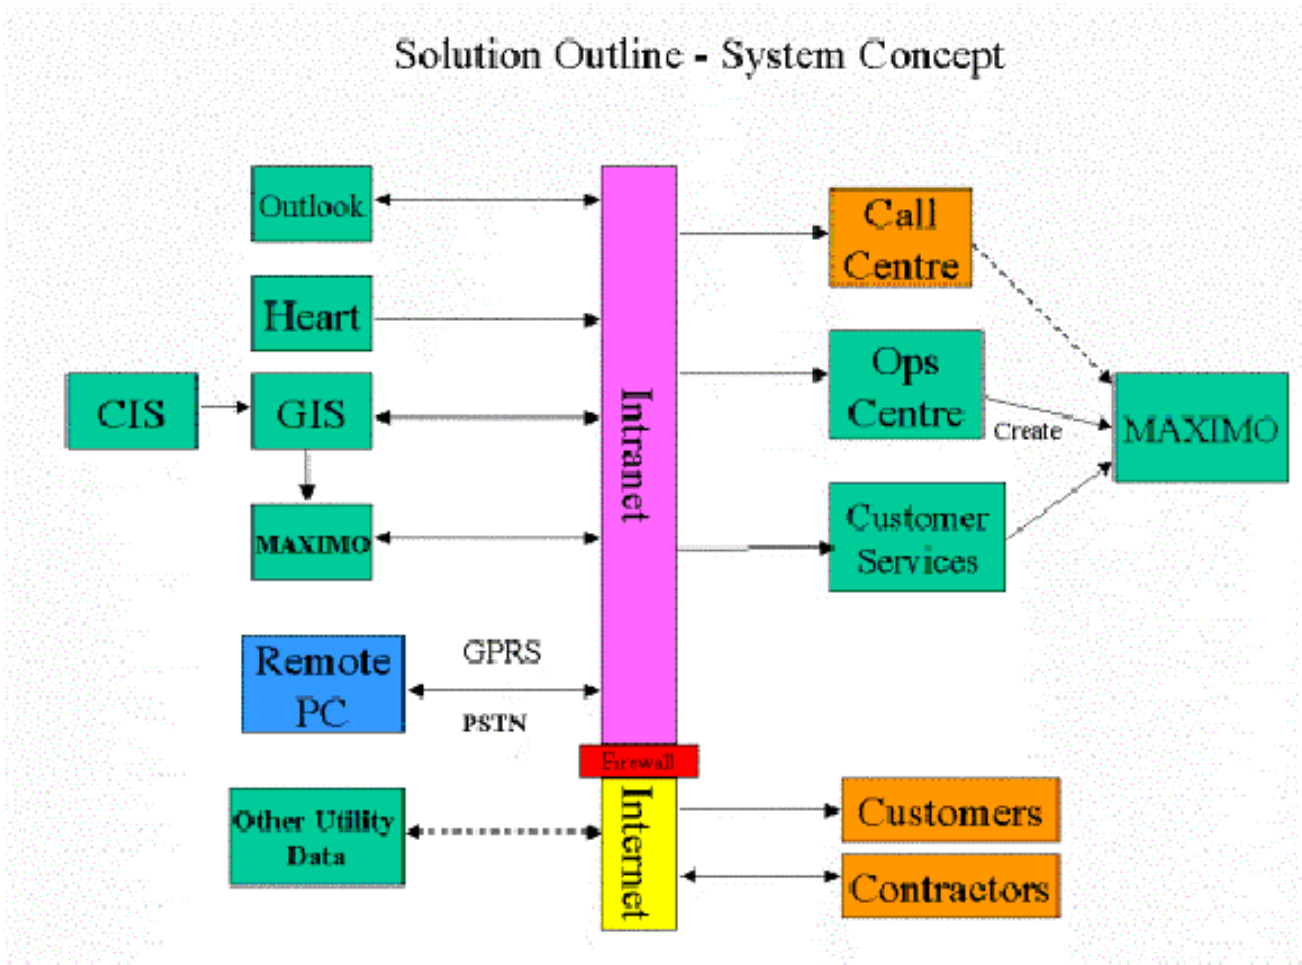 Solution Outline - System Concept
Outlook
Call
Centre
Heart
Ops
Centre
CIS
GIS
Intranet
Create
MAXIMO
MAXIMO
Customer
Services
Remote
PC
GPRS
PSTN
Firewall
Other Utility
Data
Internet
Customers
Contractors